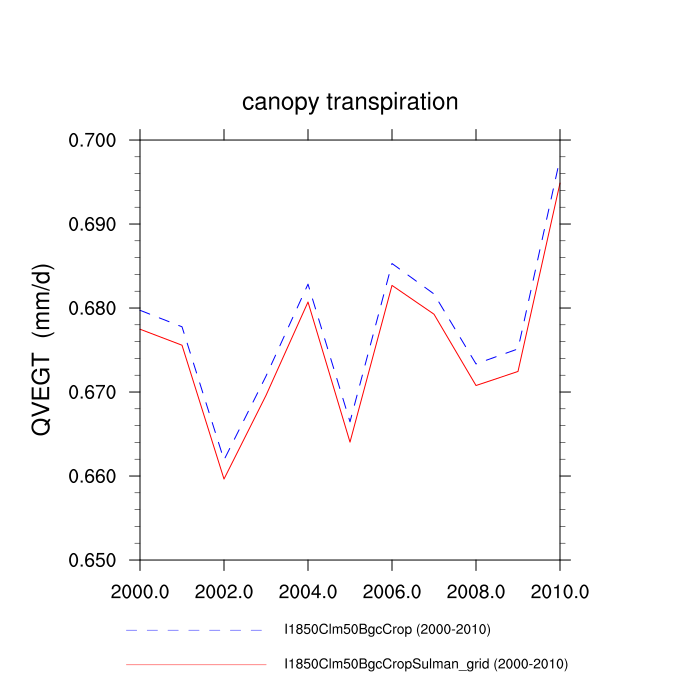 canopy transpiration
0.700
0.690
0.680
0.670
0.660
0.650
QVEGT (mm/d)
2000.0 2002.0 2004.0 2006.0 2008.0 2010.0
I1850Clm50BgcCrop (2000-2010)
I1850Clm50BgcCropSulman_grid (2000-2010)